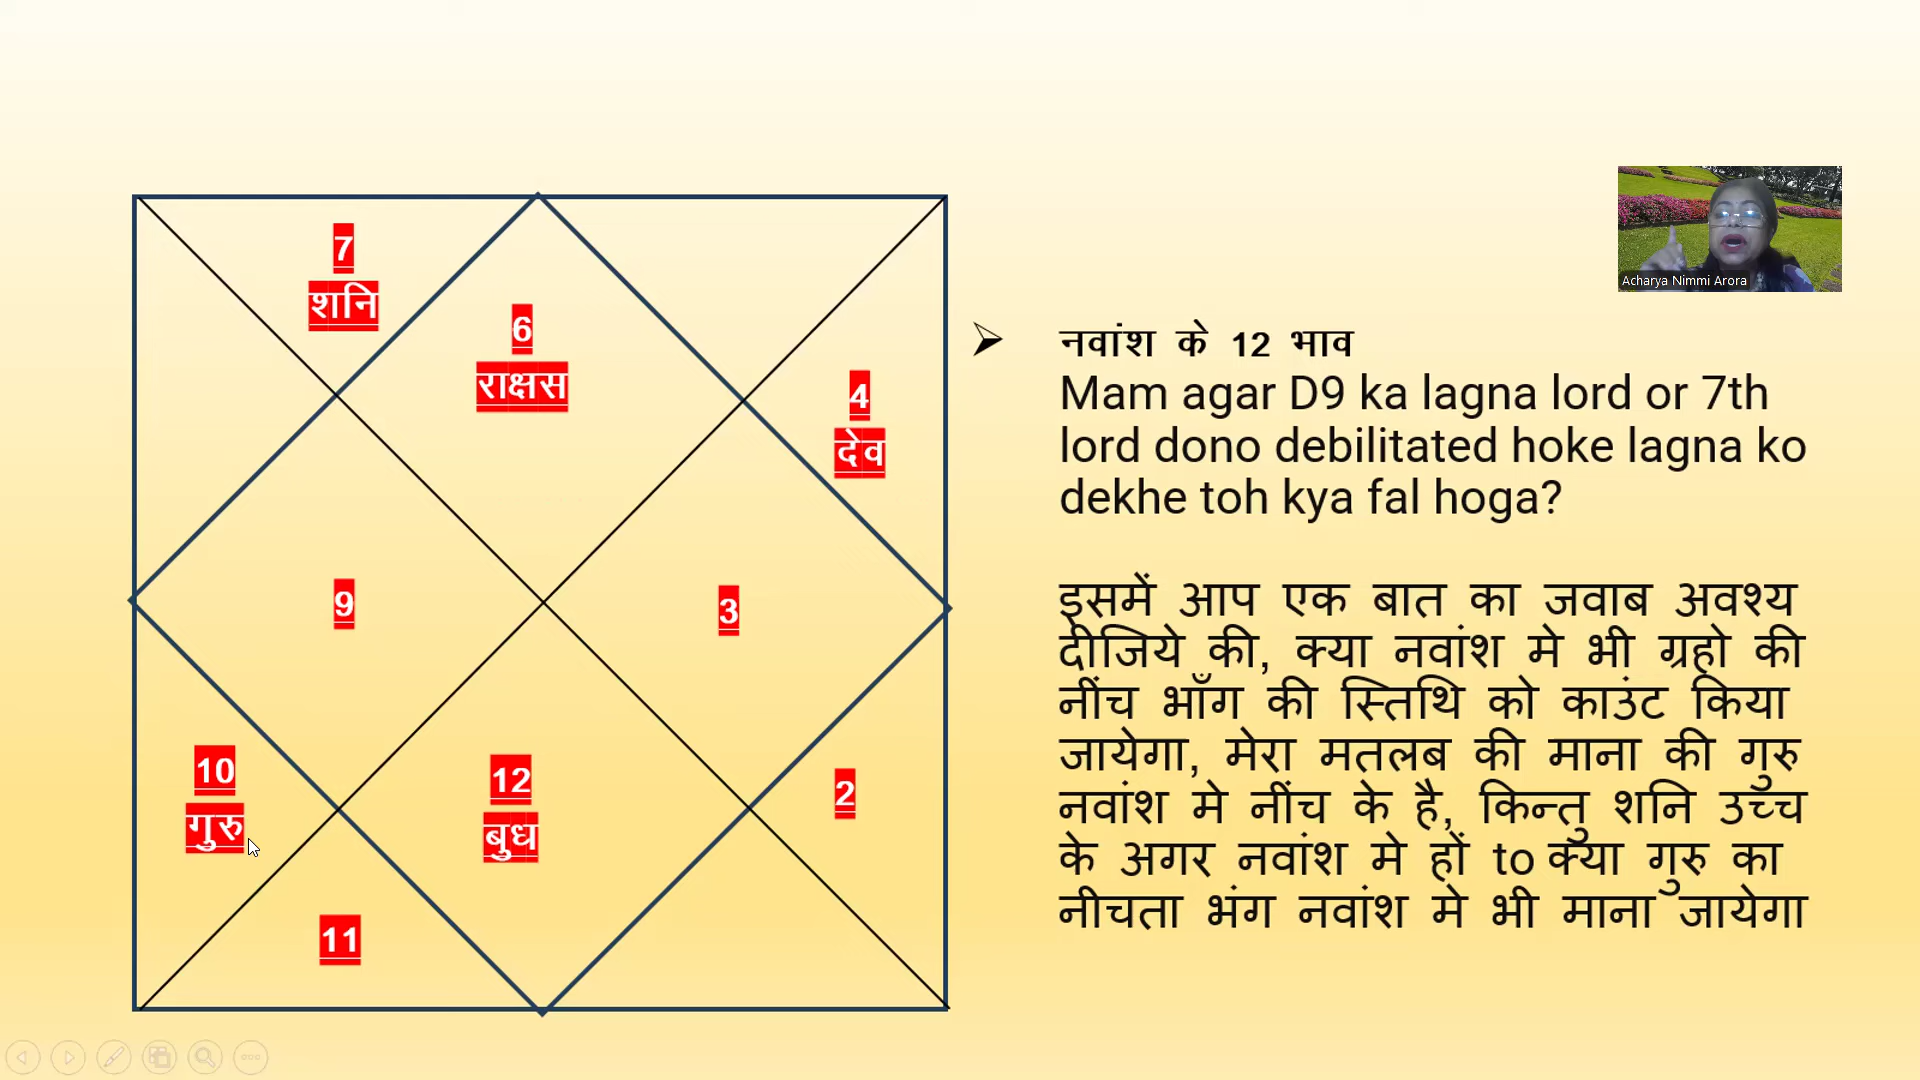 7
शनि
6
राक्षस
4
देव
9
3
10
गुरु
12
बुध
2
11
Acharya Nimmi Arora
नवांश के 12 भाव
Mam agar D9 ka lagna lord or 7th
lord dono debilitated hoke lagna ko
dekhe toh kya fal hoga?
इसमें आप एक बात का जवाब अवश्य
दीजिये की, क्या नवांश मे भी ग्रहो की
नींच भाँग की स्तिथि को काउंट किया
जायेगा, मेरा मतलब की माना की गुरु
नवांश मे नींच के है, किन्तु शनि उच्च
के अगर नवांश मे हों to क्या गुरु का
नीचता भंग नवांश मे भी माना जायेगा